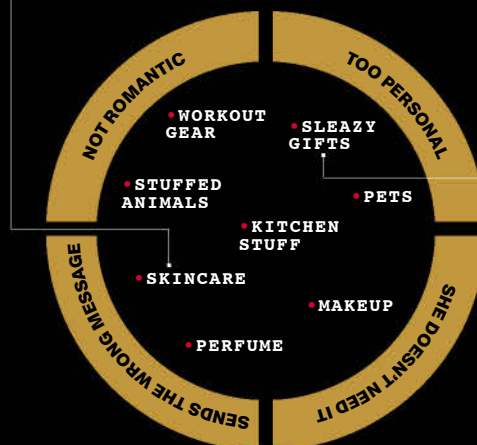 NOT ROMANTIC
TOO PERSONAL
• WORKOUT
GEAR
• SLEAZY
GIFTS
• STUFFED
ANIMALS
• PETS
• KITCHEN
STUFF
• SKINCARE
• MAKEUP
• PERFUME
SENDS THE WRONG MESSAGE
SHE DOESN'T NEED IT